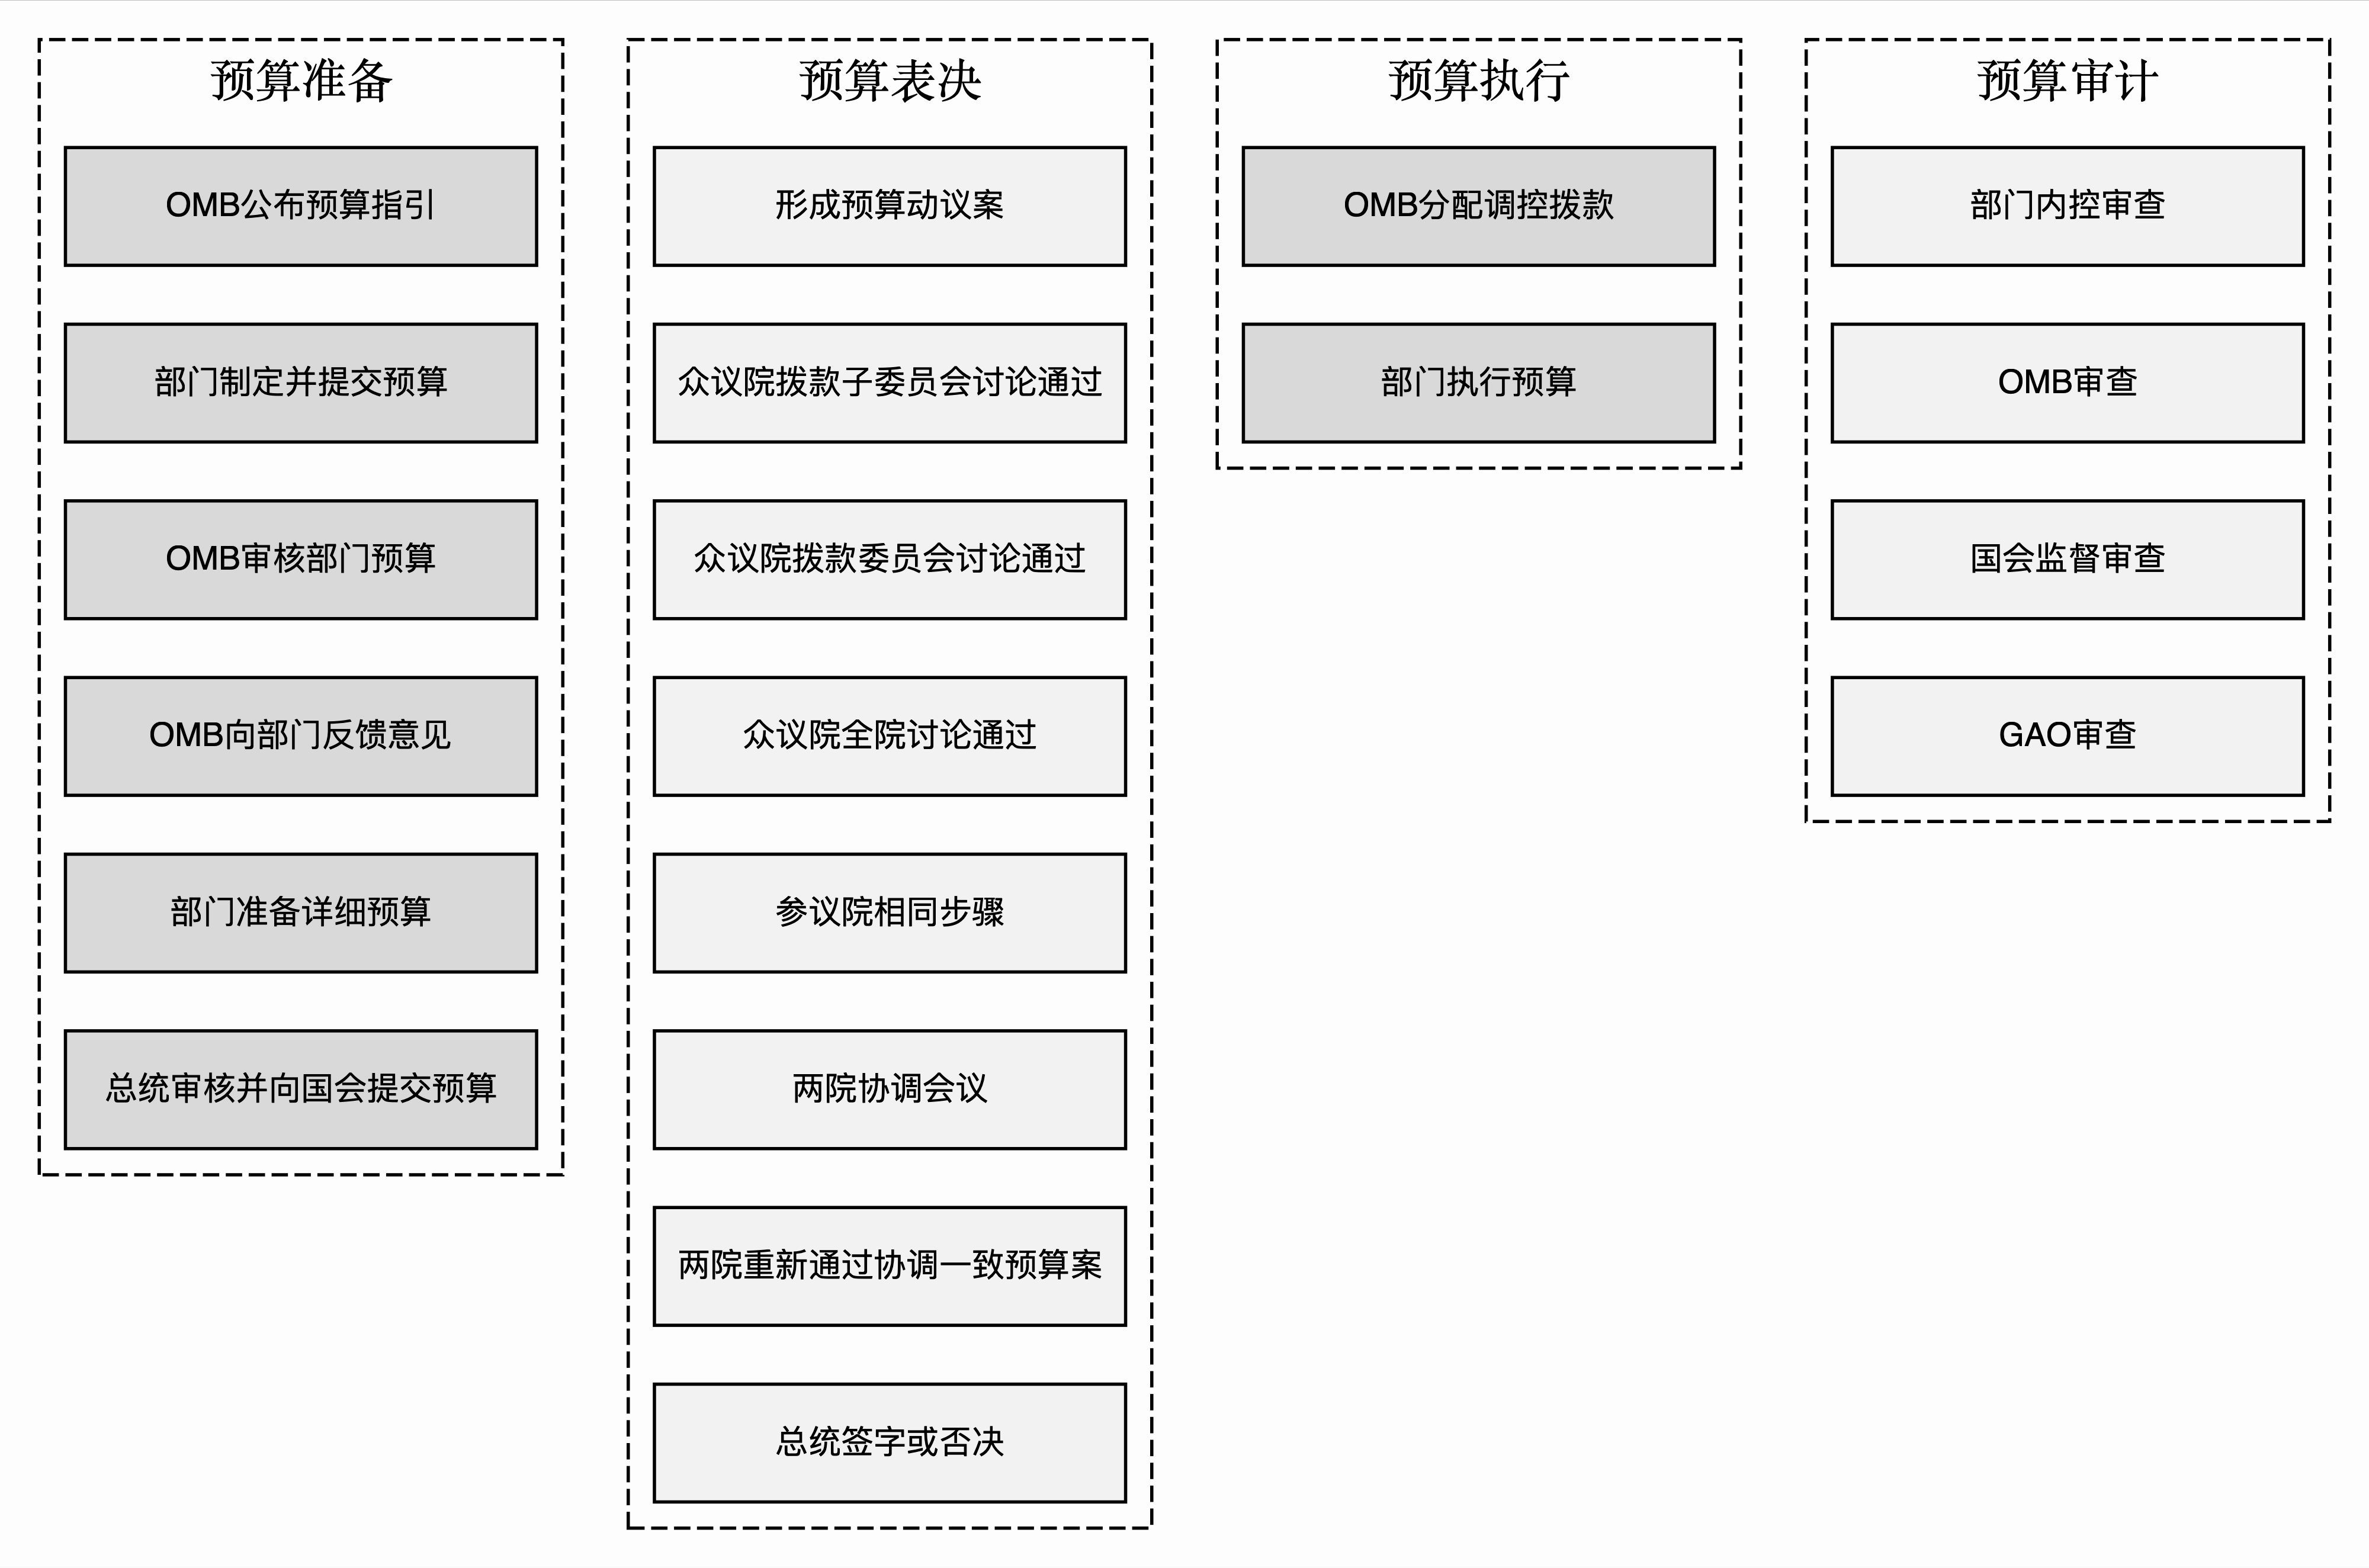 预算准备
OMB公布预算指引
部门制定并提交预算
OMB审核部门预算
OMB向部门反馈意见
部门准备详细预算
总统审核并向国会提交预算
预算表决
形成预算动议案
众议院拨款子委员会讨论通过
众议院拨款委员会讨论通过
众议院全院讨论通过
参议院相同步骤
两院协调会议
两院重新通过协调一致预算案
总统签字或否决
预算执行
OMB分配调控拨款
部门执行预算
预算审计
部门内控审查
OMB审查
国会监督审查
GAO审查